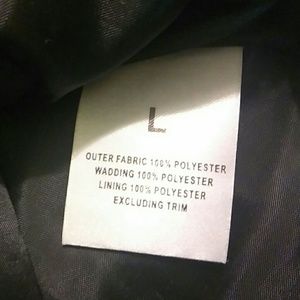 L
OUTER FABRIC 100% POLYESTER
WADDING 100% POLYESTER
LINING 100% POLYESTER
EXCLUDING TRIM